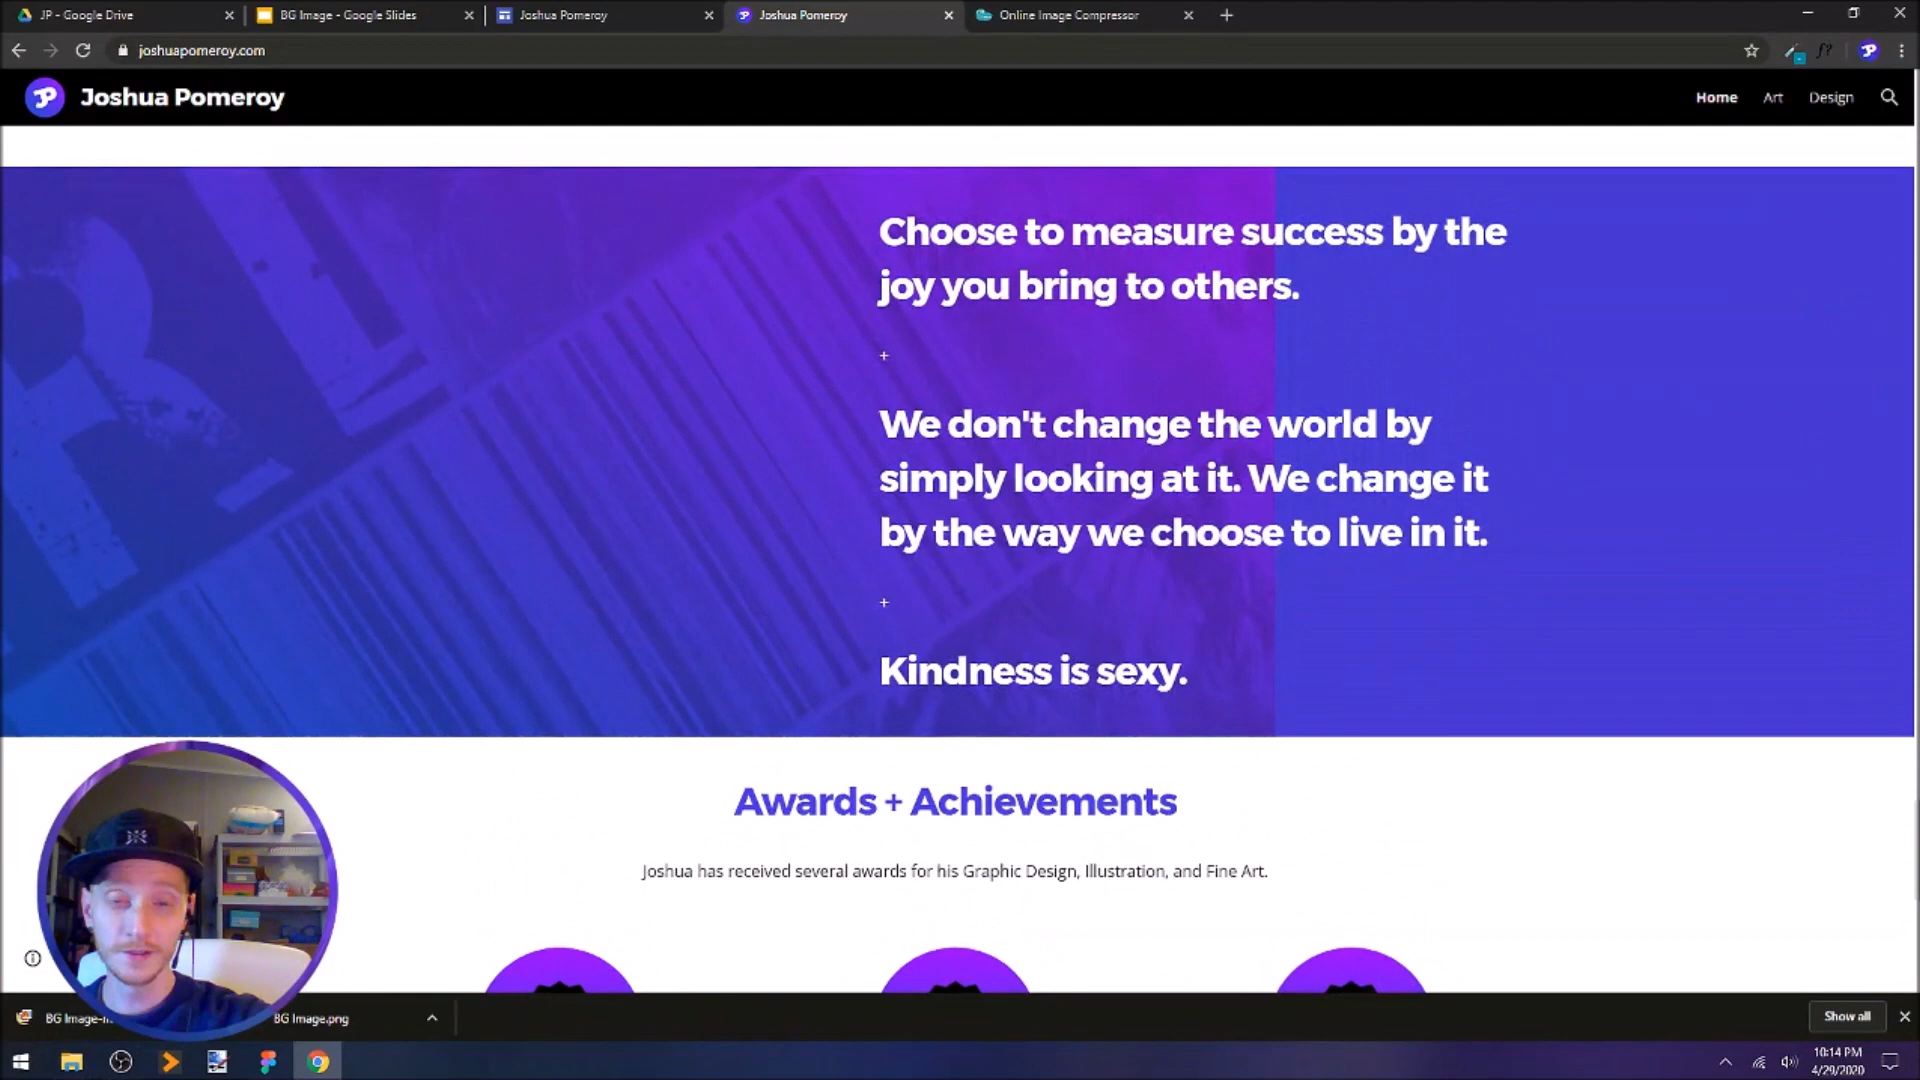 JP - Google Drive
BG Image - Google Slides
Joshua Pomeroy
Joshua Pomeroy
Online Image Compressor
joshuapomeroy.com
f?
Joshua Pomeroy
Home
Art
Design
Choose to measure success by the
joy you bring to others.
+
We don't change the world by
simply looking at it. We change it
by the way we choose to live in it.
+
Kindness is sexy.
Awards + Achievements
Joshua has received several awards for his Graphic Design, Illustration, and Fine Art.
BG Image-
BG Image.png
Show all
10:14 PM
4/29/2020